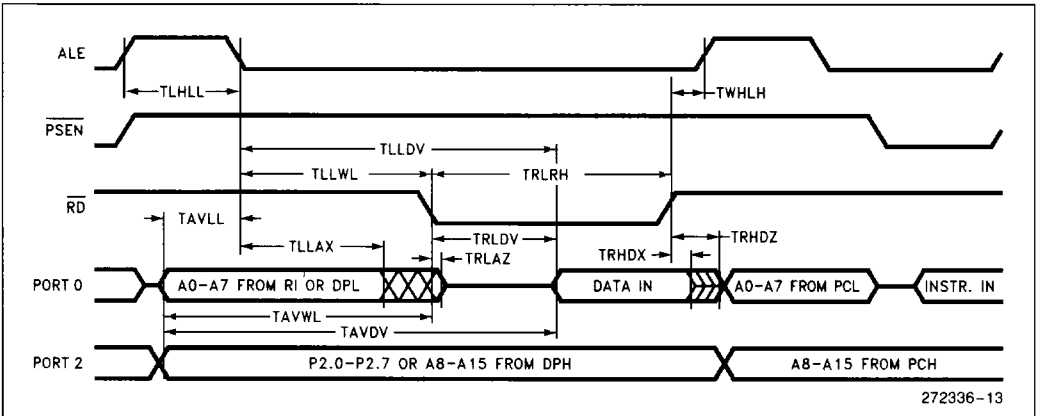 ALE
TLHLL
TWHLH
PSEN
TLLDV
TLLWL
TRLRH
RD
TAVLL
TRLDV
TRHDZ
TLLAX
TRLAZ
TRHDX
PORT 0
A0-A7 FROM RI OR DPL
DATA IN
A0-A7 FROM PCL
INSTR. IN
TAVWL
TAVDV
PORT 2
P2.0-P2.7 OR A8-A15 FROM DPH
A8-A15 FROM PCH
272336-13